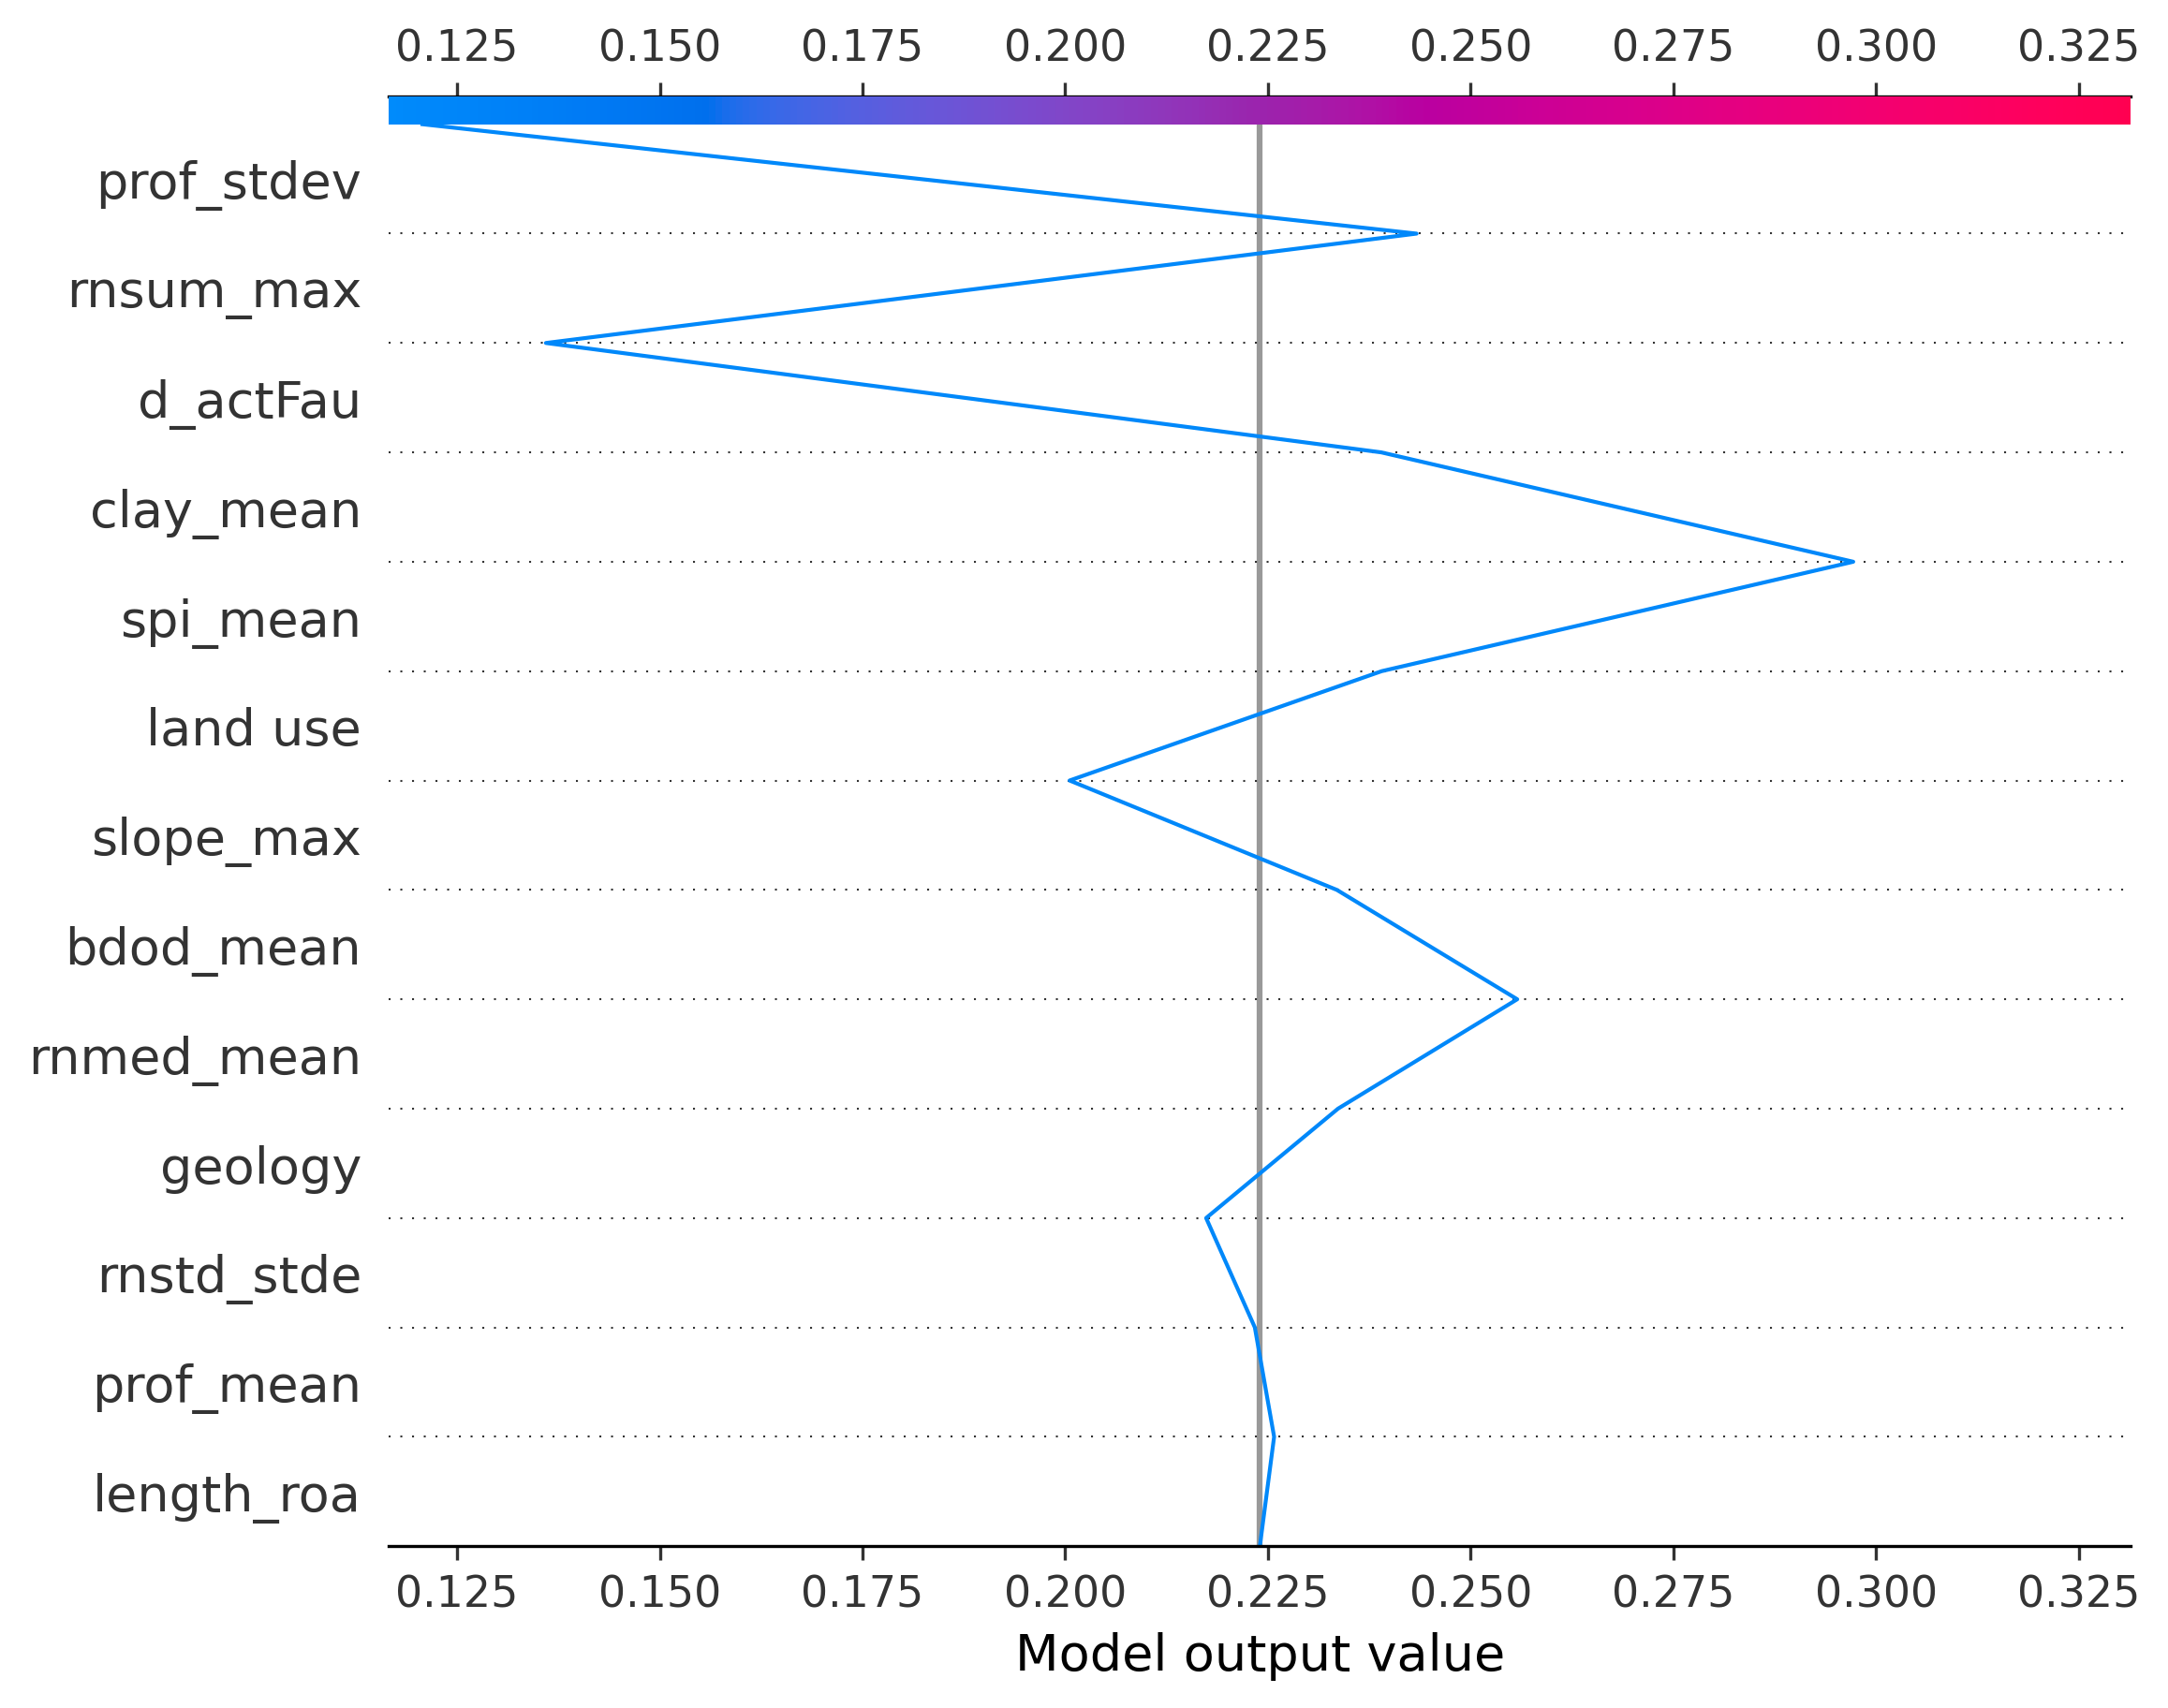 0.125 0.150 0.175 0.200 0.225 0.250 0.275 0.300 0.325
prof_stdev
rnsum_max
d_actFau
clay_mean
spi_mean
land use
slope_max
bdod_mean
rnmed_mean
geology
rnstd_stde
prof_mean
length_roa
0.125 0.150 0.175 0.200 0.225 0.250 0.275 0.300 0.325
Model output value